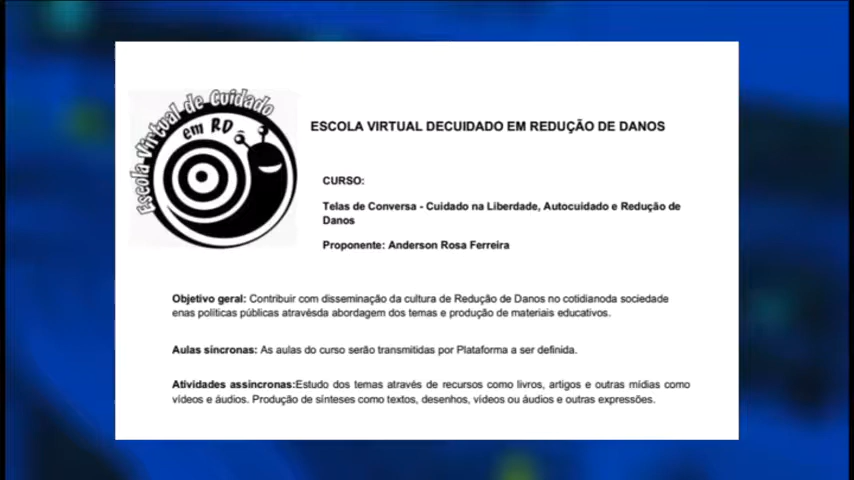 Escola Virtual de Cuidado
em RD
ESCOLA VIRTUAL DECUIDADO EM REDUÇÃO DE DANOS
CURSO:
Telas de Conversa - Cuidado na Liberdade, Autocuidado e Redução de
Danos
Proponente: Anderson Rosa Ferreira
Objetivo geral: Contribuir com disseminação da cultura de Redução de Danos no cotidianoda sociedade
enas políticas públicas atravésda abordagem dos temas e produção de materiais educativos.
Aulas síncronas: As aulas do curso serão transmitidas por Plataforma a ser definida.
Atividades assincronas:Estudo dos temas através de recursos como livros, artigos e outras mídias como
vídeos e áudios. Produção de sínteses como textos, desenhos, vídeos ou áudios e outras expressões.